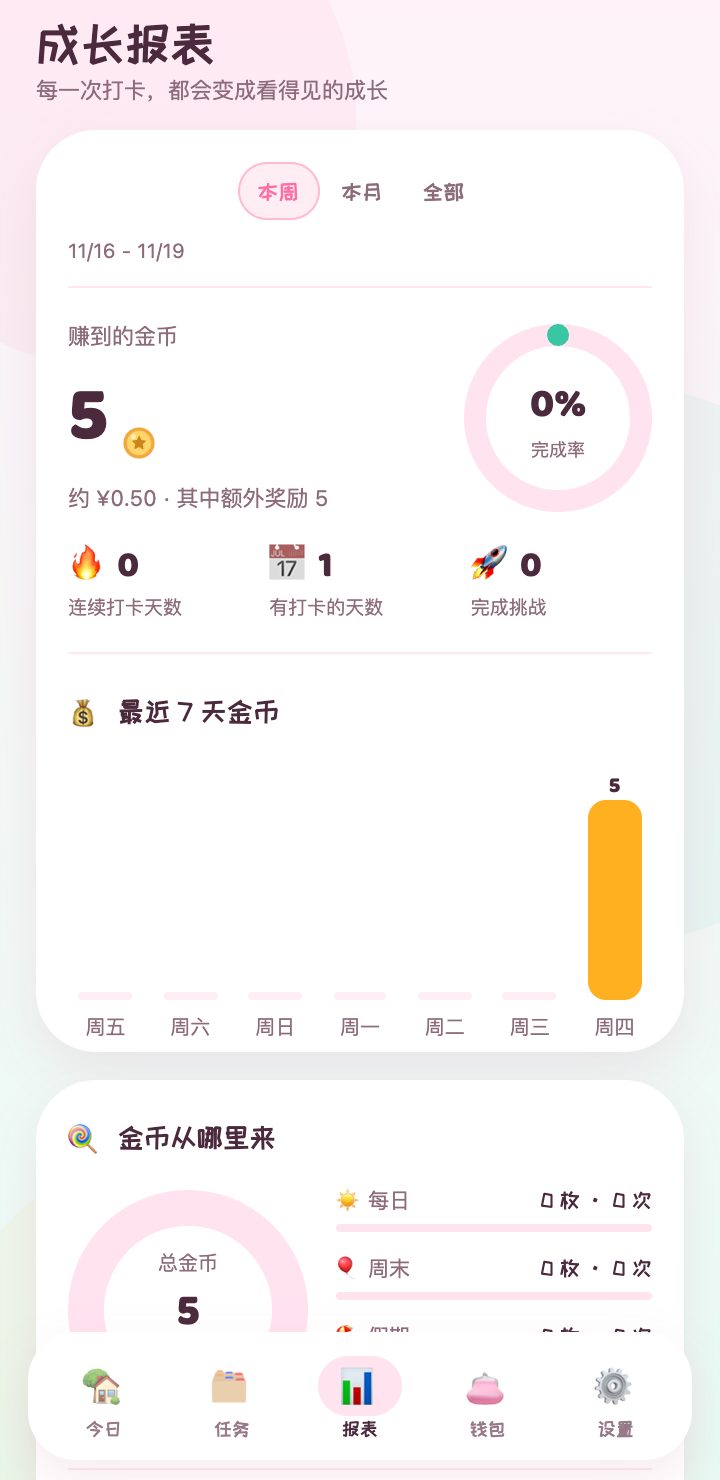 成长报表
每一次打卡，都会变成看得见的成长
本周 本月 全部
11/16 - 11/19
赚到的金币
5
0%
完成率
约 ¥0.50 · 其中额外奖励 5
0
连续打卡天数
JUL 17 1
有打卡的天数
0
完成挑战
最近 7 天金币
5
周五 周六 周日 周一 周二 周三 周四
金币从哪里来
总金币
5
每日 0 枚 · 0 次
周末 0 枚 · 0 次
今日 任务 报表 钱包 设置